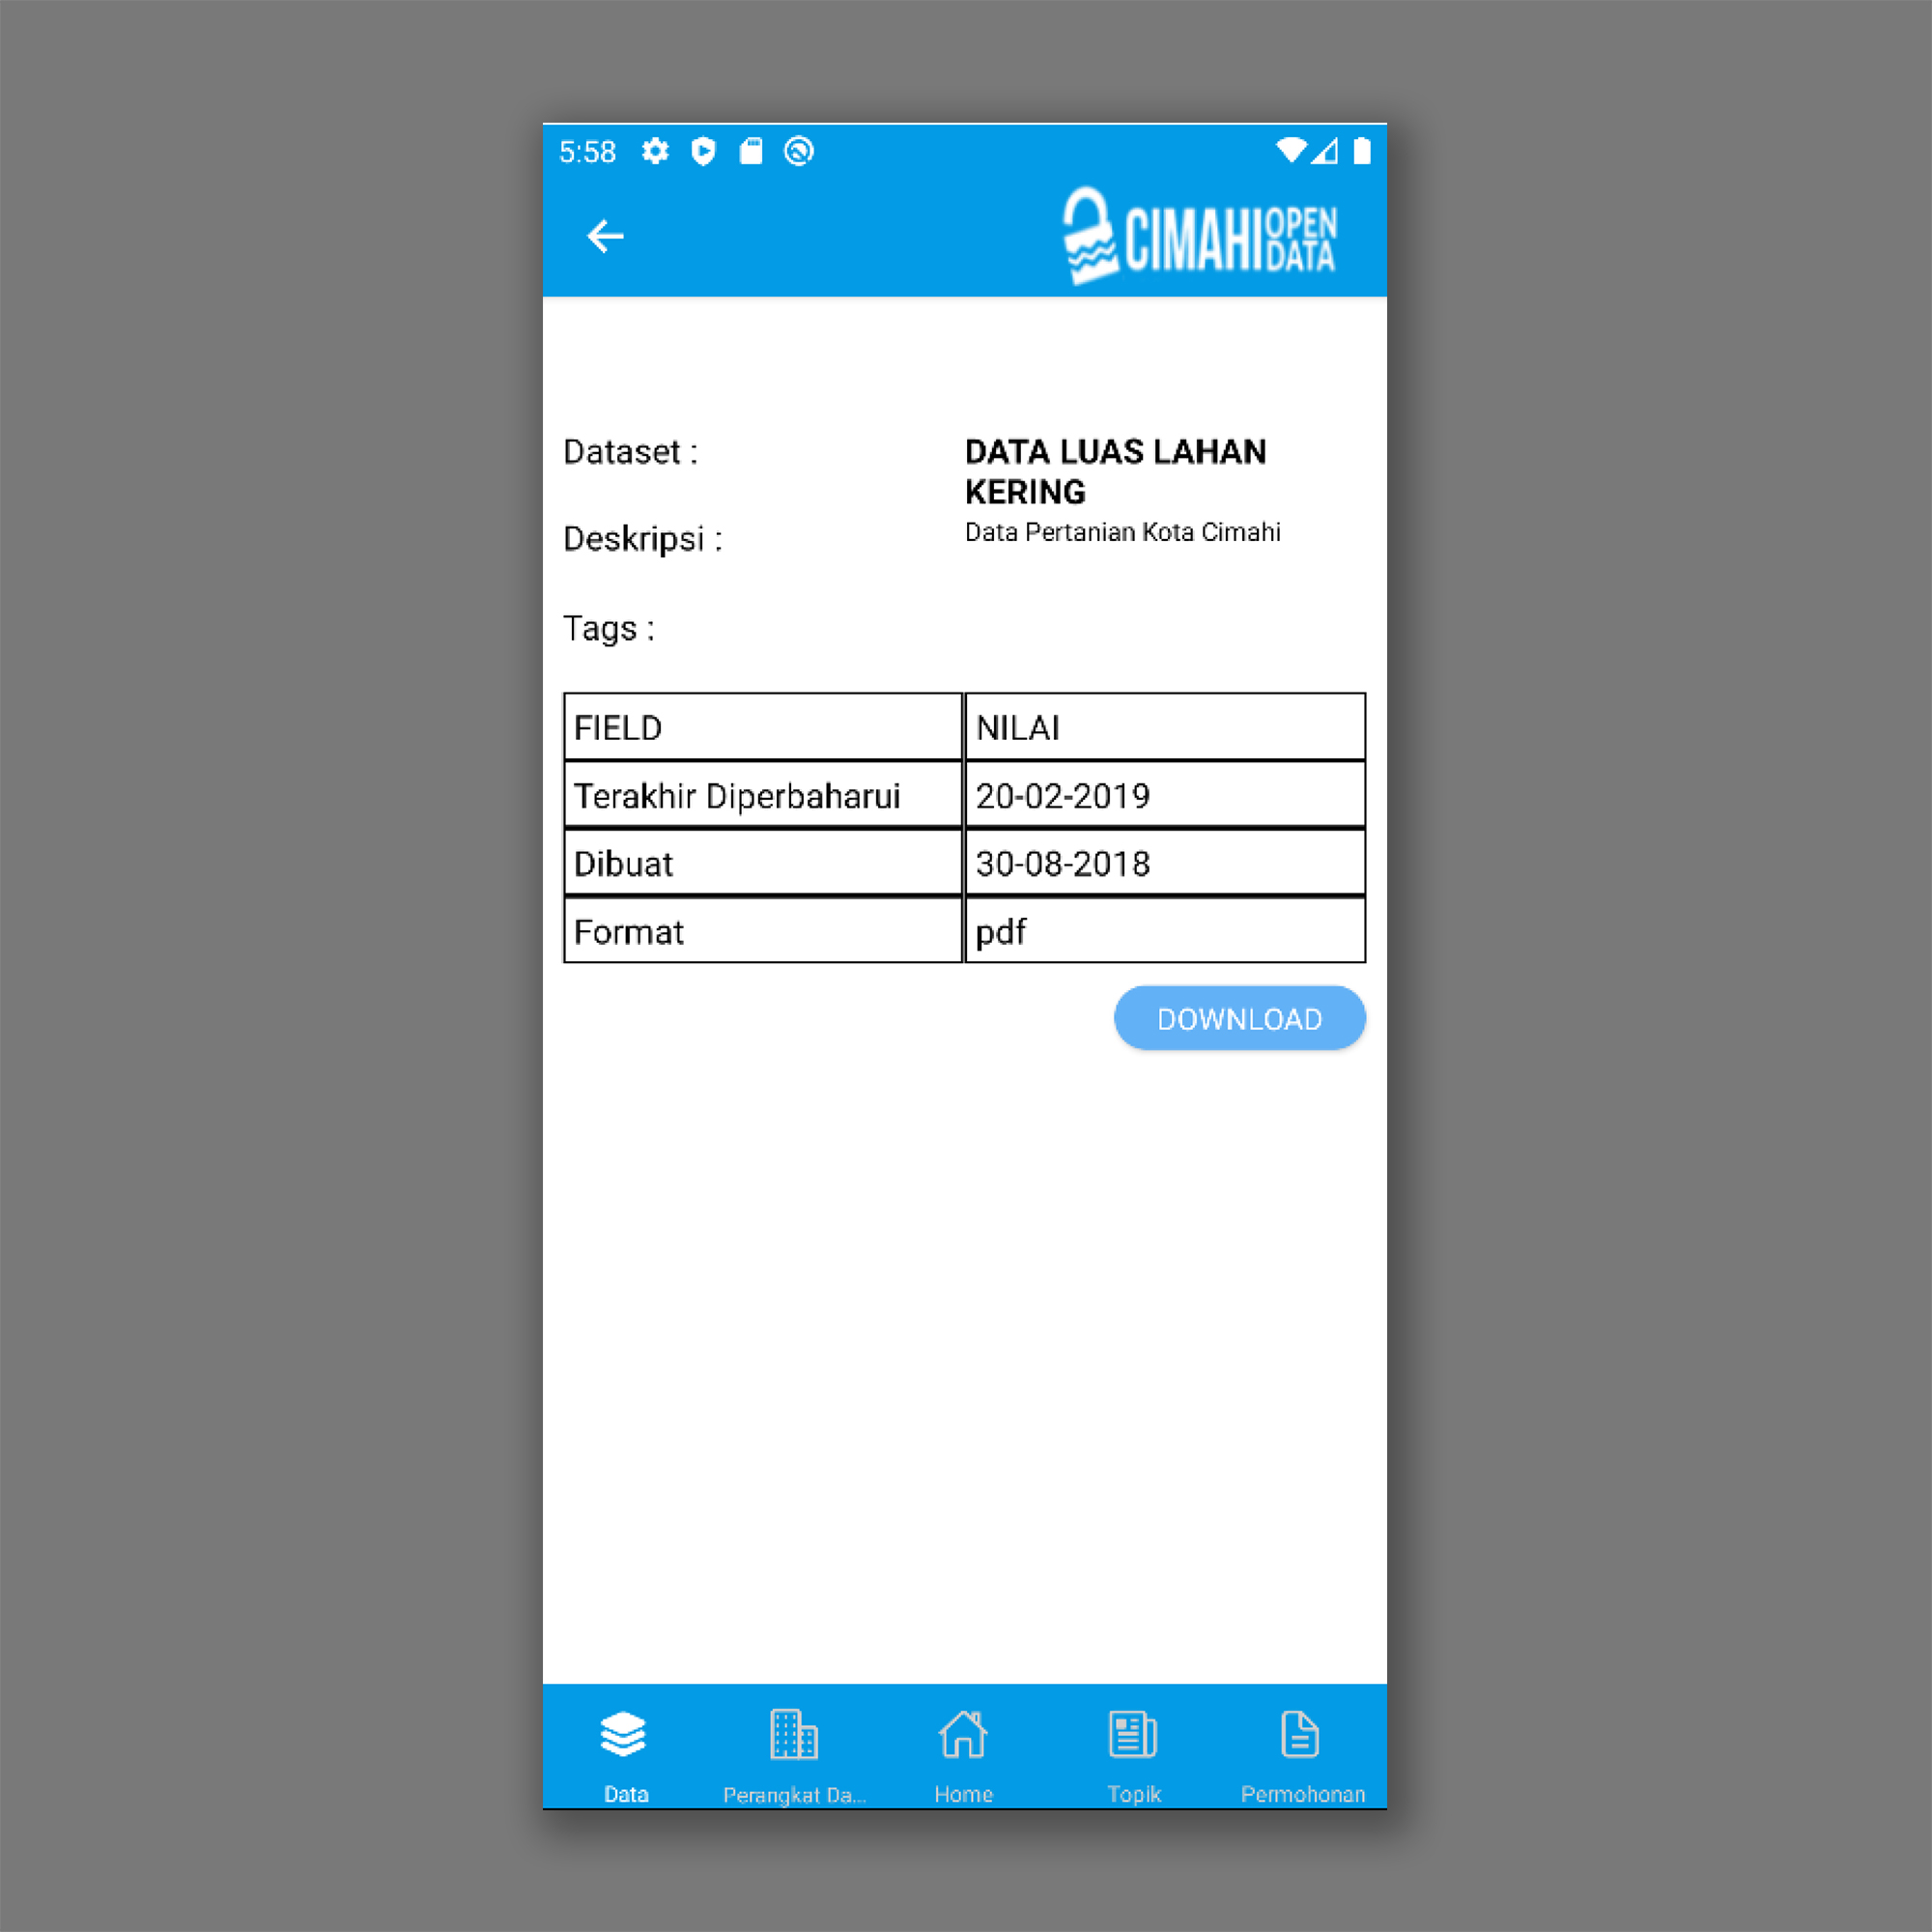 5:58
CIMAHI OPEN DATA
Dataset : DATA LUAS LAHAN
KERING
Deskripsi : Data Pertanian Kota Cimahi
Tags :
FIELD NILAI
Terakhir Diperbaharui 20-02-2019
Dibuat 30-08-2018
Format pdf
DOWNLOAD
Data Perangkat Da... Home Topik Permohonan